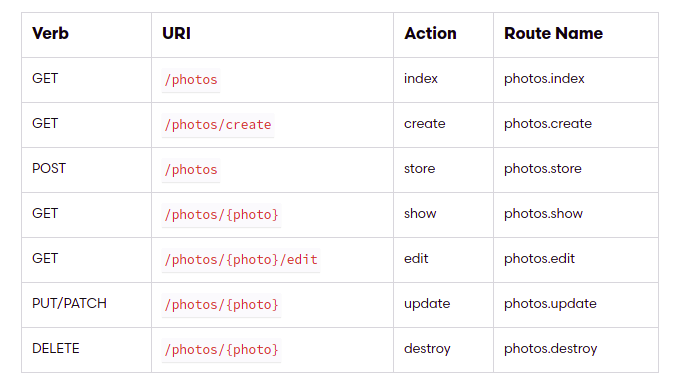 Verb URI Action Route Name
GET /photos index photos.index
GET /photos/create create photos.create
POST /photos store photos.store
GET /photos/{photo} show photos.show
GET /photos/{photo}/edit edit photos.edit
PUT/PATCH /photos/{photo} update photos.update
DELETE /photos/{photo} destroy photos.destroy